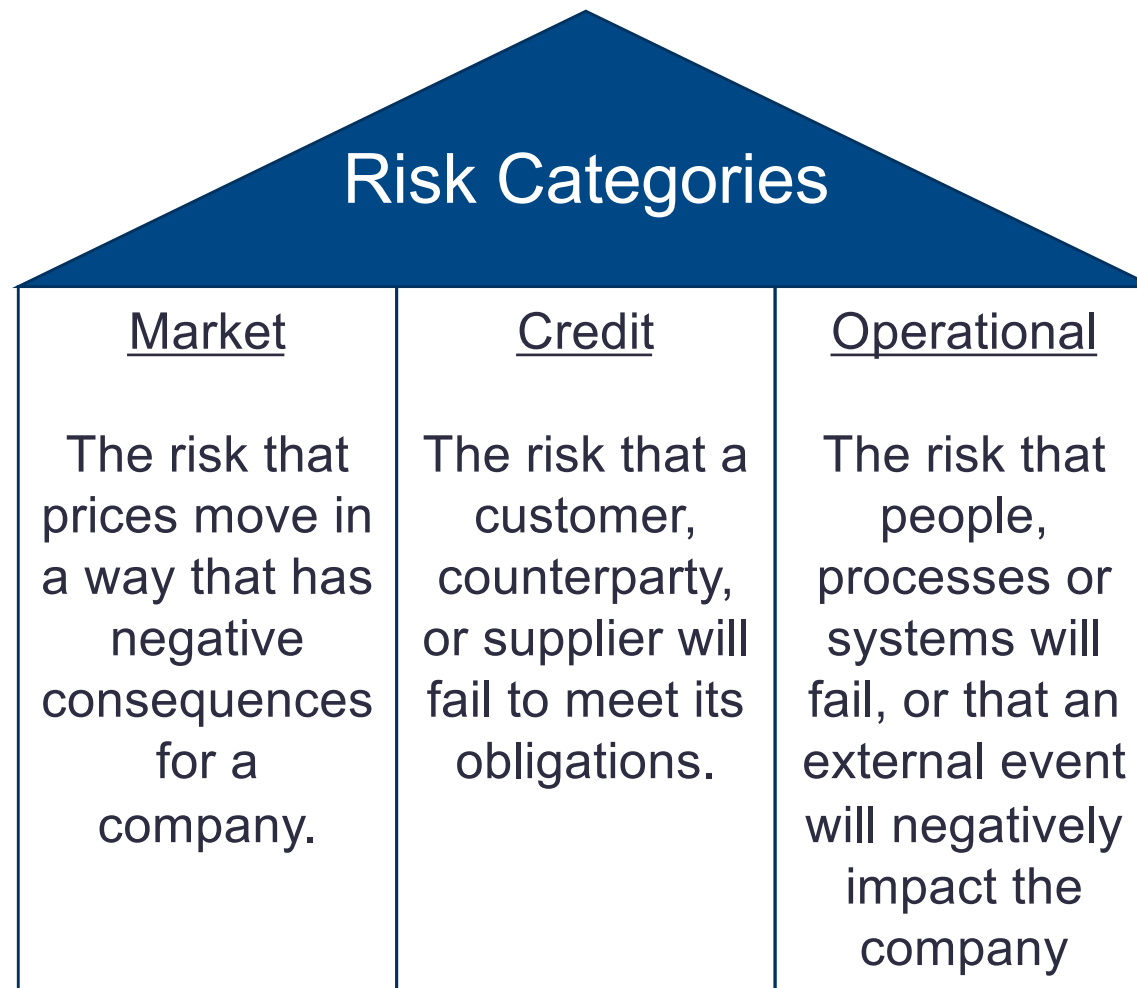 Risk Categories
Market
The risk that
prices move in
a way that has
negative
consequences
for a
company.
Credit
The risk that a
customer,
counterparty,
or supplier will
fail to meet its
obligations.
Operational
The risk that
people,
processes or
systems will
fail, or that an
external event
will negatively
impact the
company